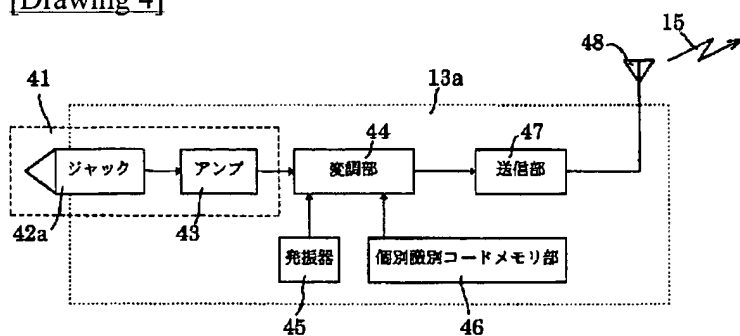 [Drawing 4]
15
48
41
13a
44
47
ジャック
アンプ
変調部
送信部
42a
43
発振器
個別識別コードメモリ部
45
46